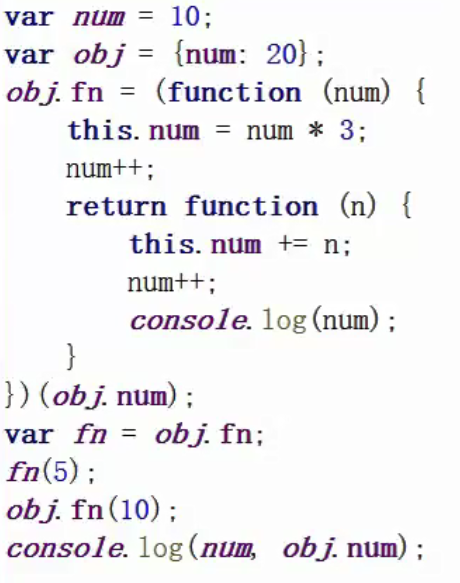 var num = 10;
var obj = {num: 20};
obj.fn = (function (num) {
    this.num = num * 3;
    num++;
    return function (n) {
        this.num += n;
        num++;
        console.log(num);
    }
})(obj.num);
var fn = obj.fn;
fn(5);
obj.fn(10);
console.log(num, obj.num);